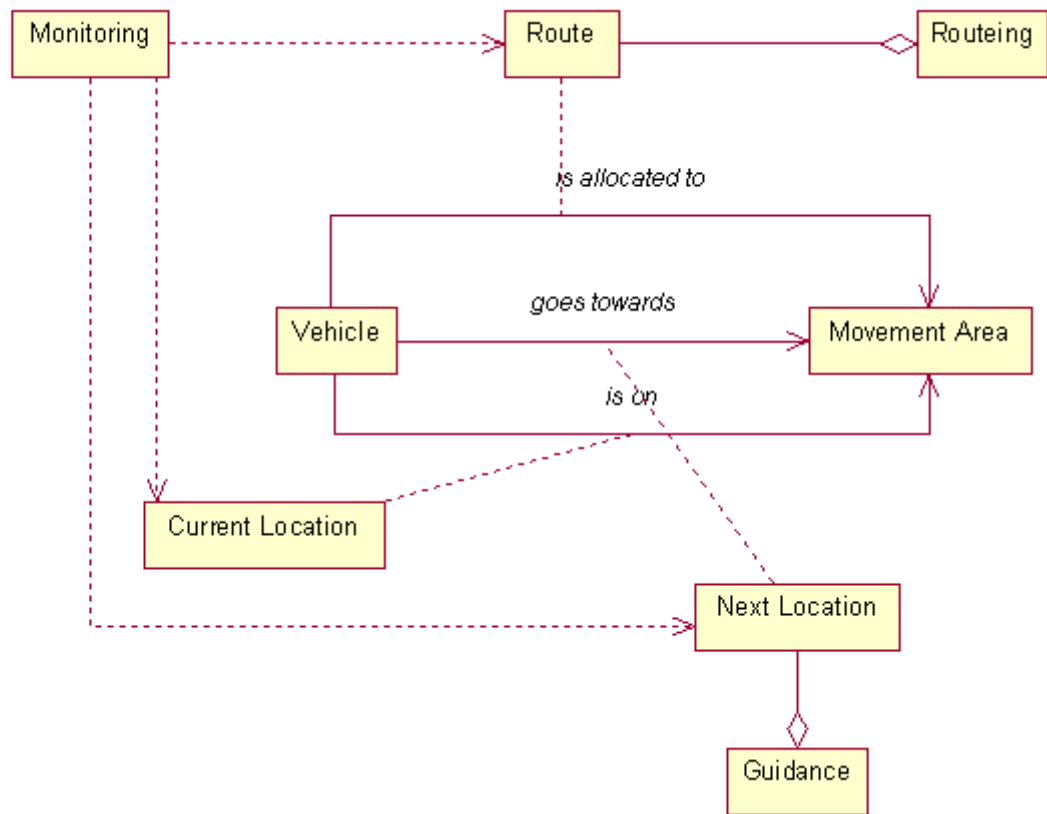 Monitoring
Route
Routeing
is allocated to
goes towards
Vehicle
Movement Area
is on
Current Location
Next Location
Guidance